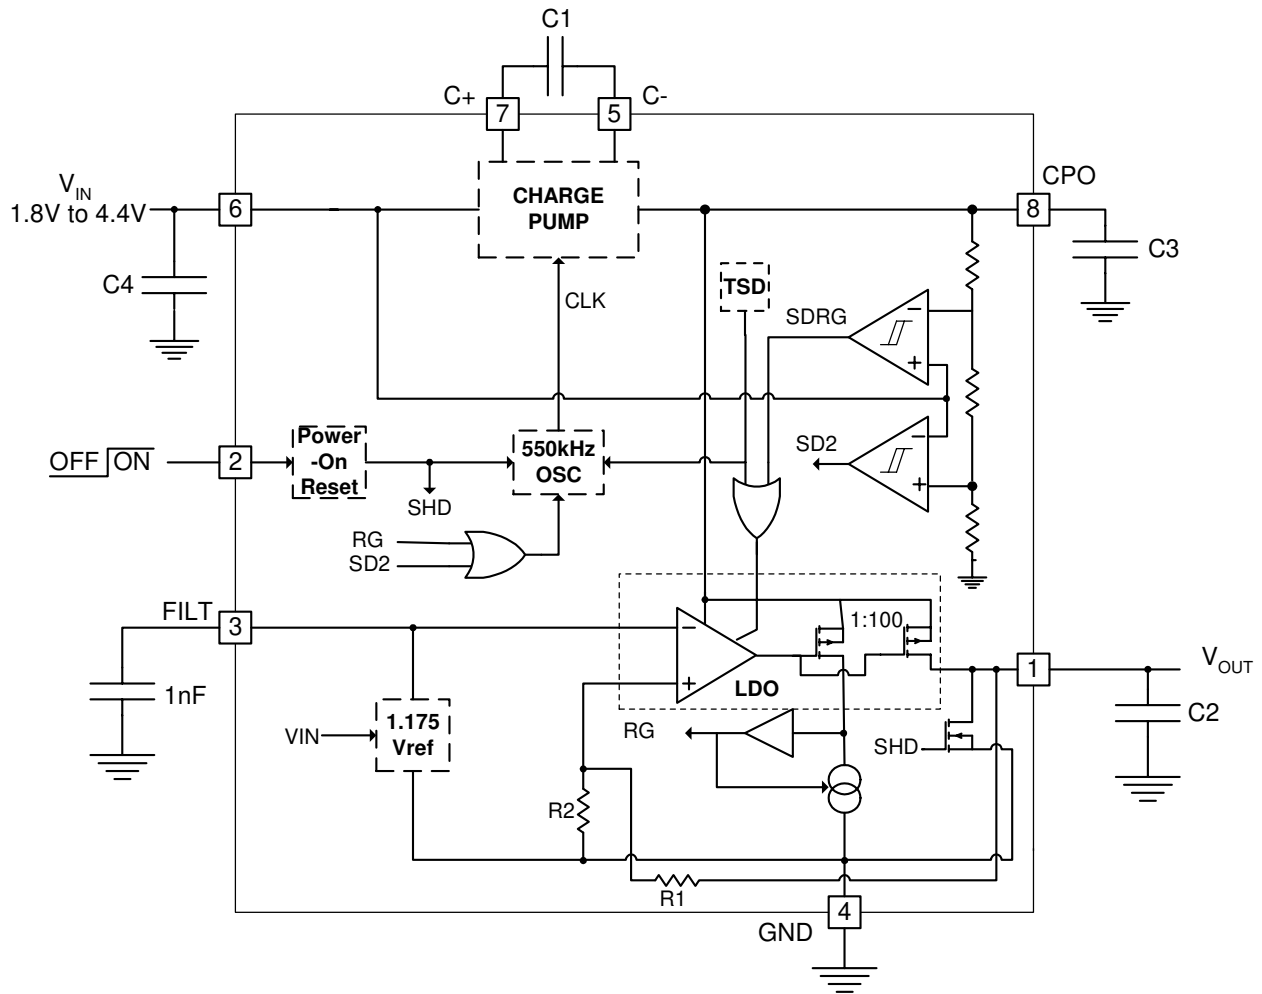 C1
C+
7
5
C-
CPO
VIN
1.8V to 4.4V
6
CHARGE
PUMP
8
C3
C4
CLK
TSD
SDRG
−
+
OFF ON
2
Power
-On
Reset
550kHz
OSC
SD2
−
+
SHD
RG
SD2
FILT
3
−
+
LDO
1:100
1
VOUT
1nF
VIN
1.175
Vref
RG
SHD
C2
R2
R1
4
GND